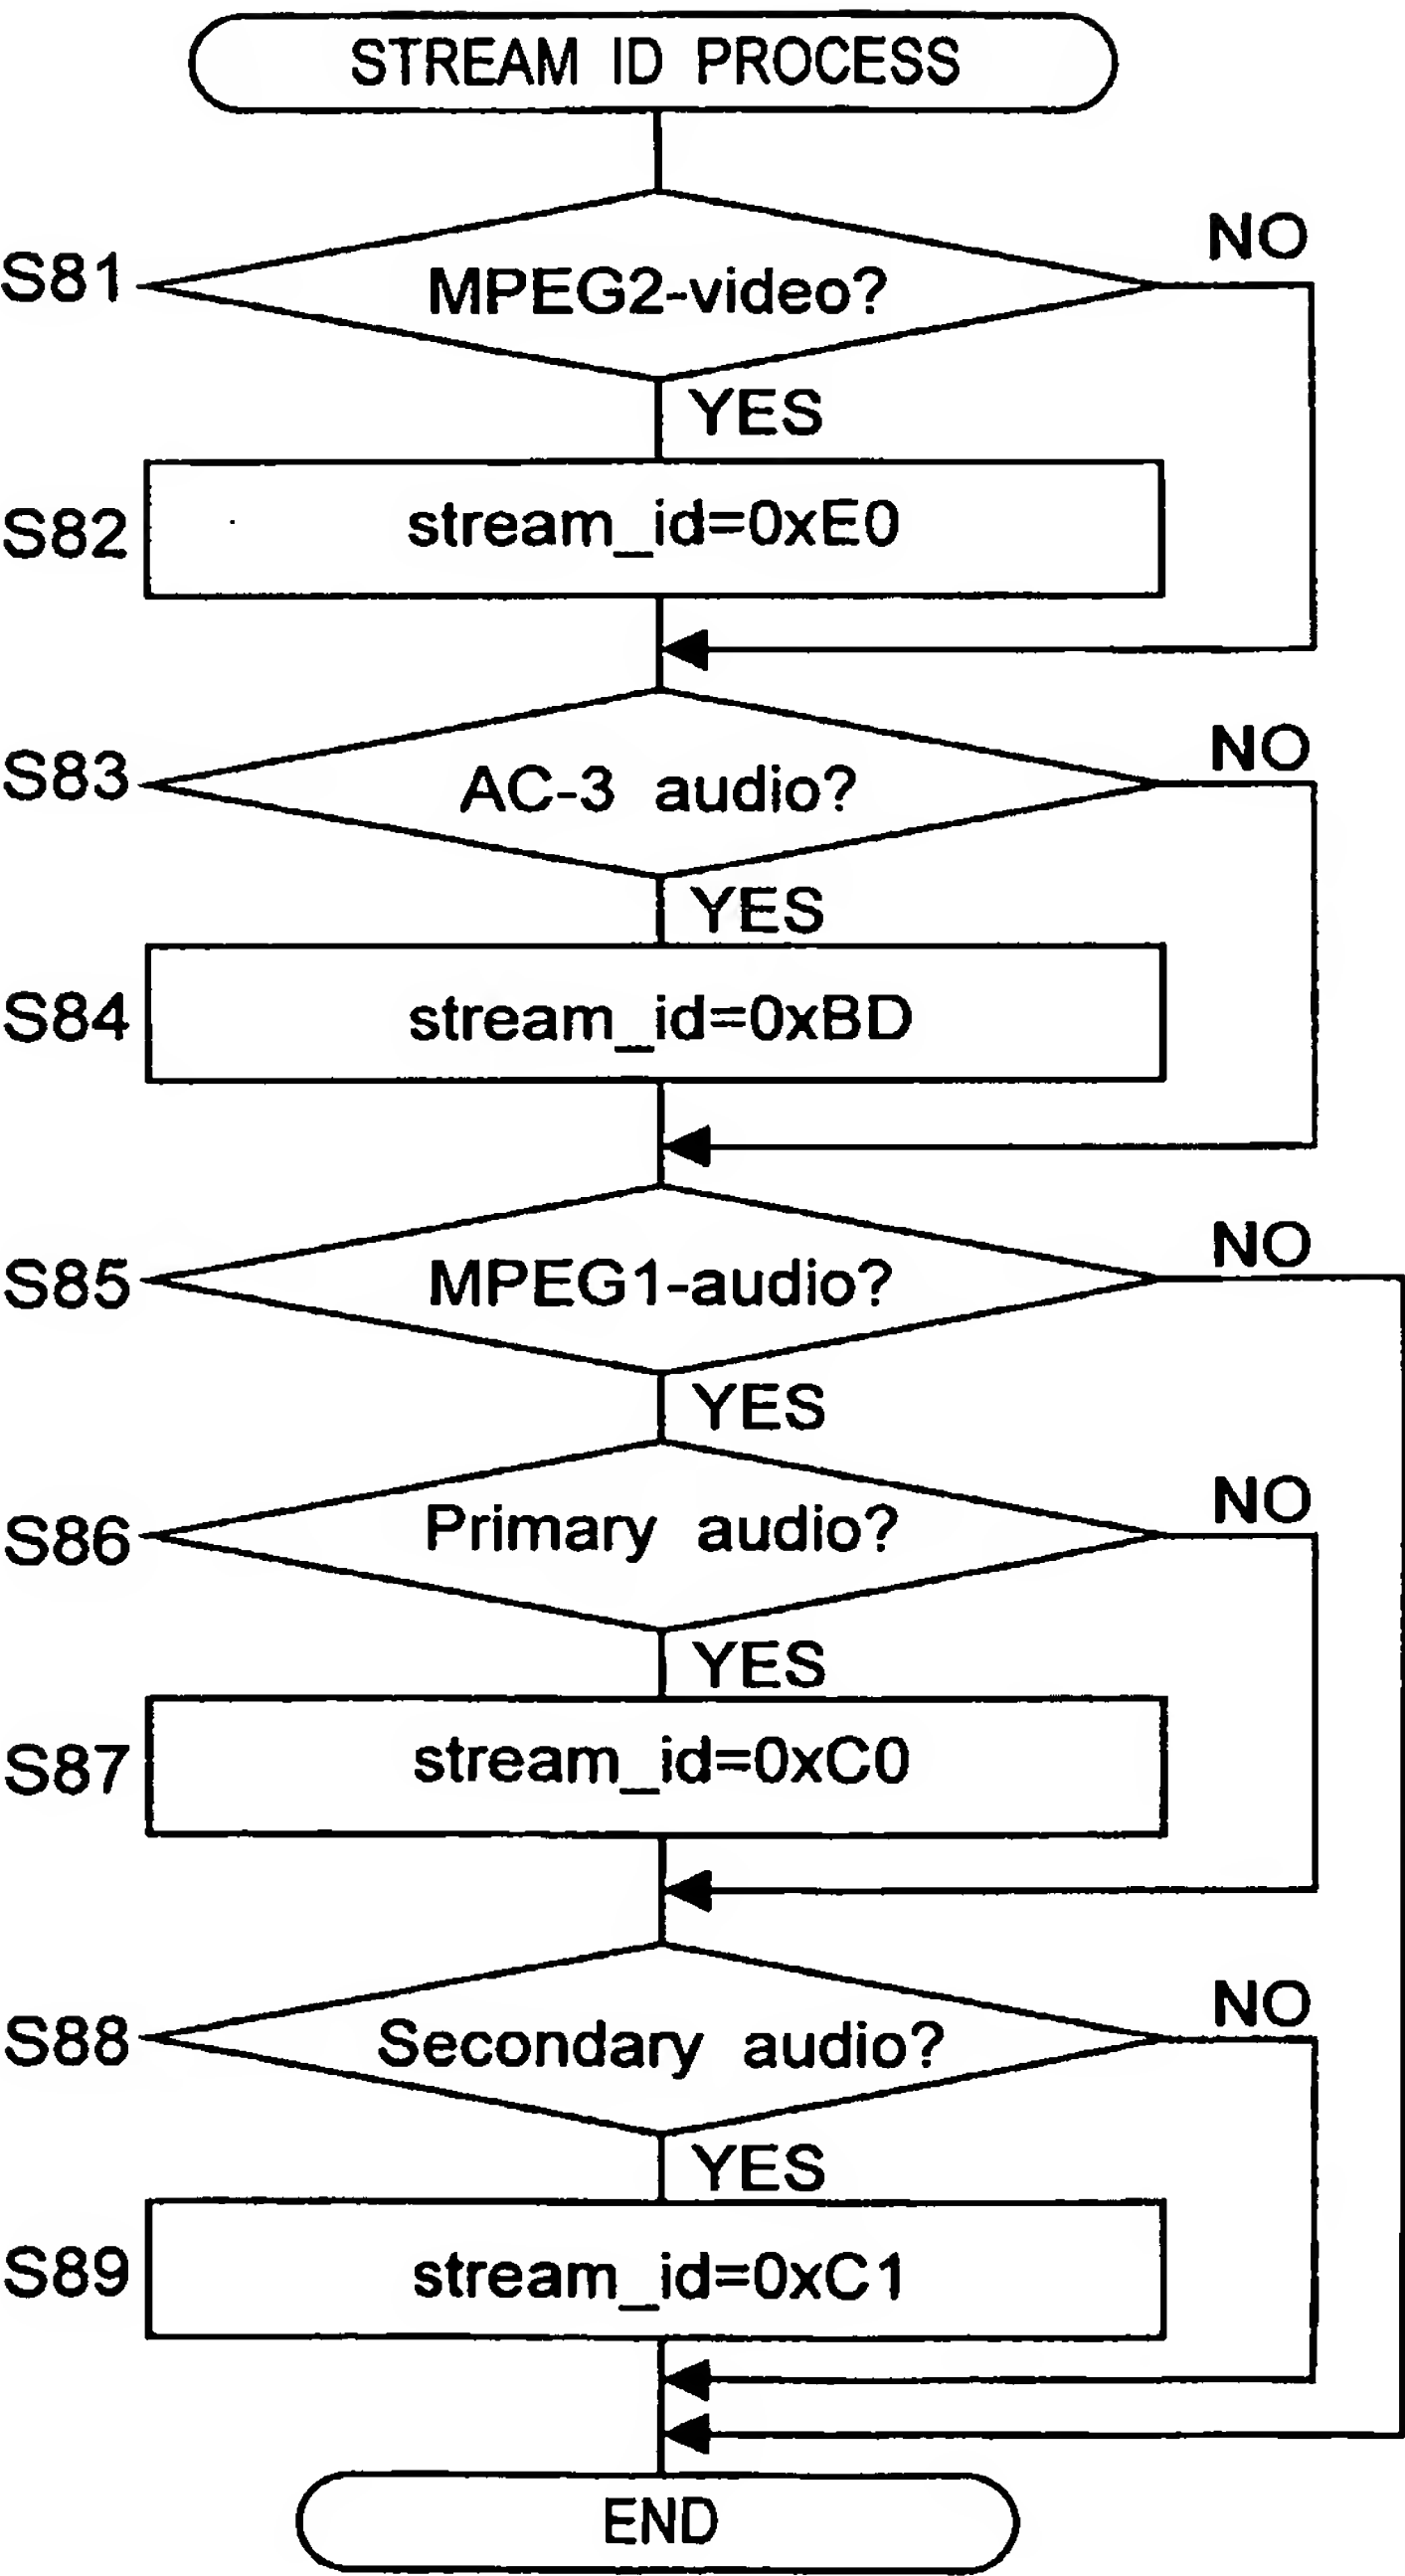 STREAM ID PROCESS
NO
S81
MPEG2-video?
YES
S82
stream_id=0xE0
NO
S83
AC-3 audio?
YES
S84
stream_id=0xBD
NO
S85
MPEG1-audio?
YES
NO
S86
Primary audio?
YES
S87
stream_id=0xC0
NO
S88
Secondary audio?
YES
S89
stream_id=0xC1
END